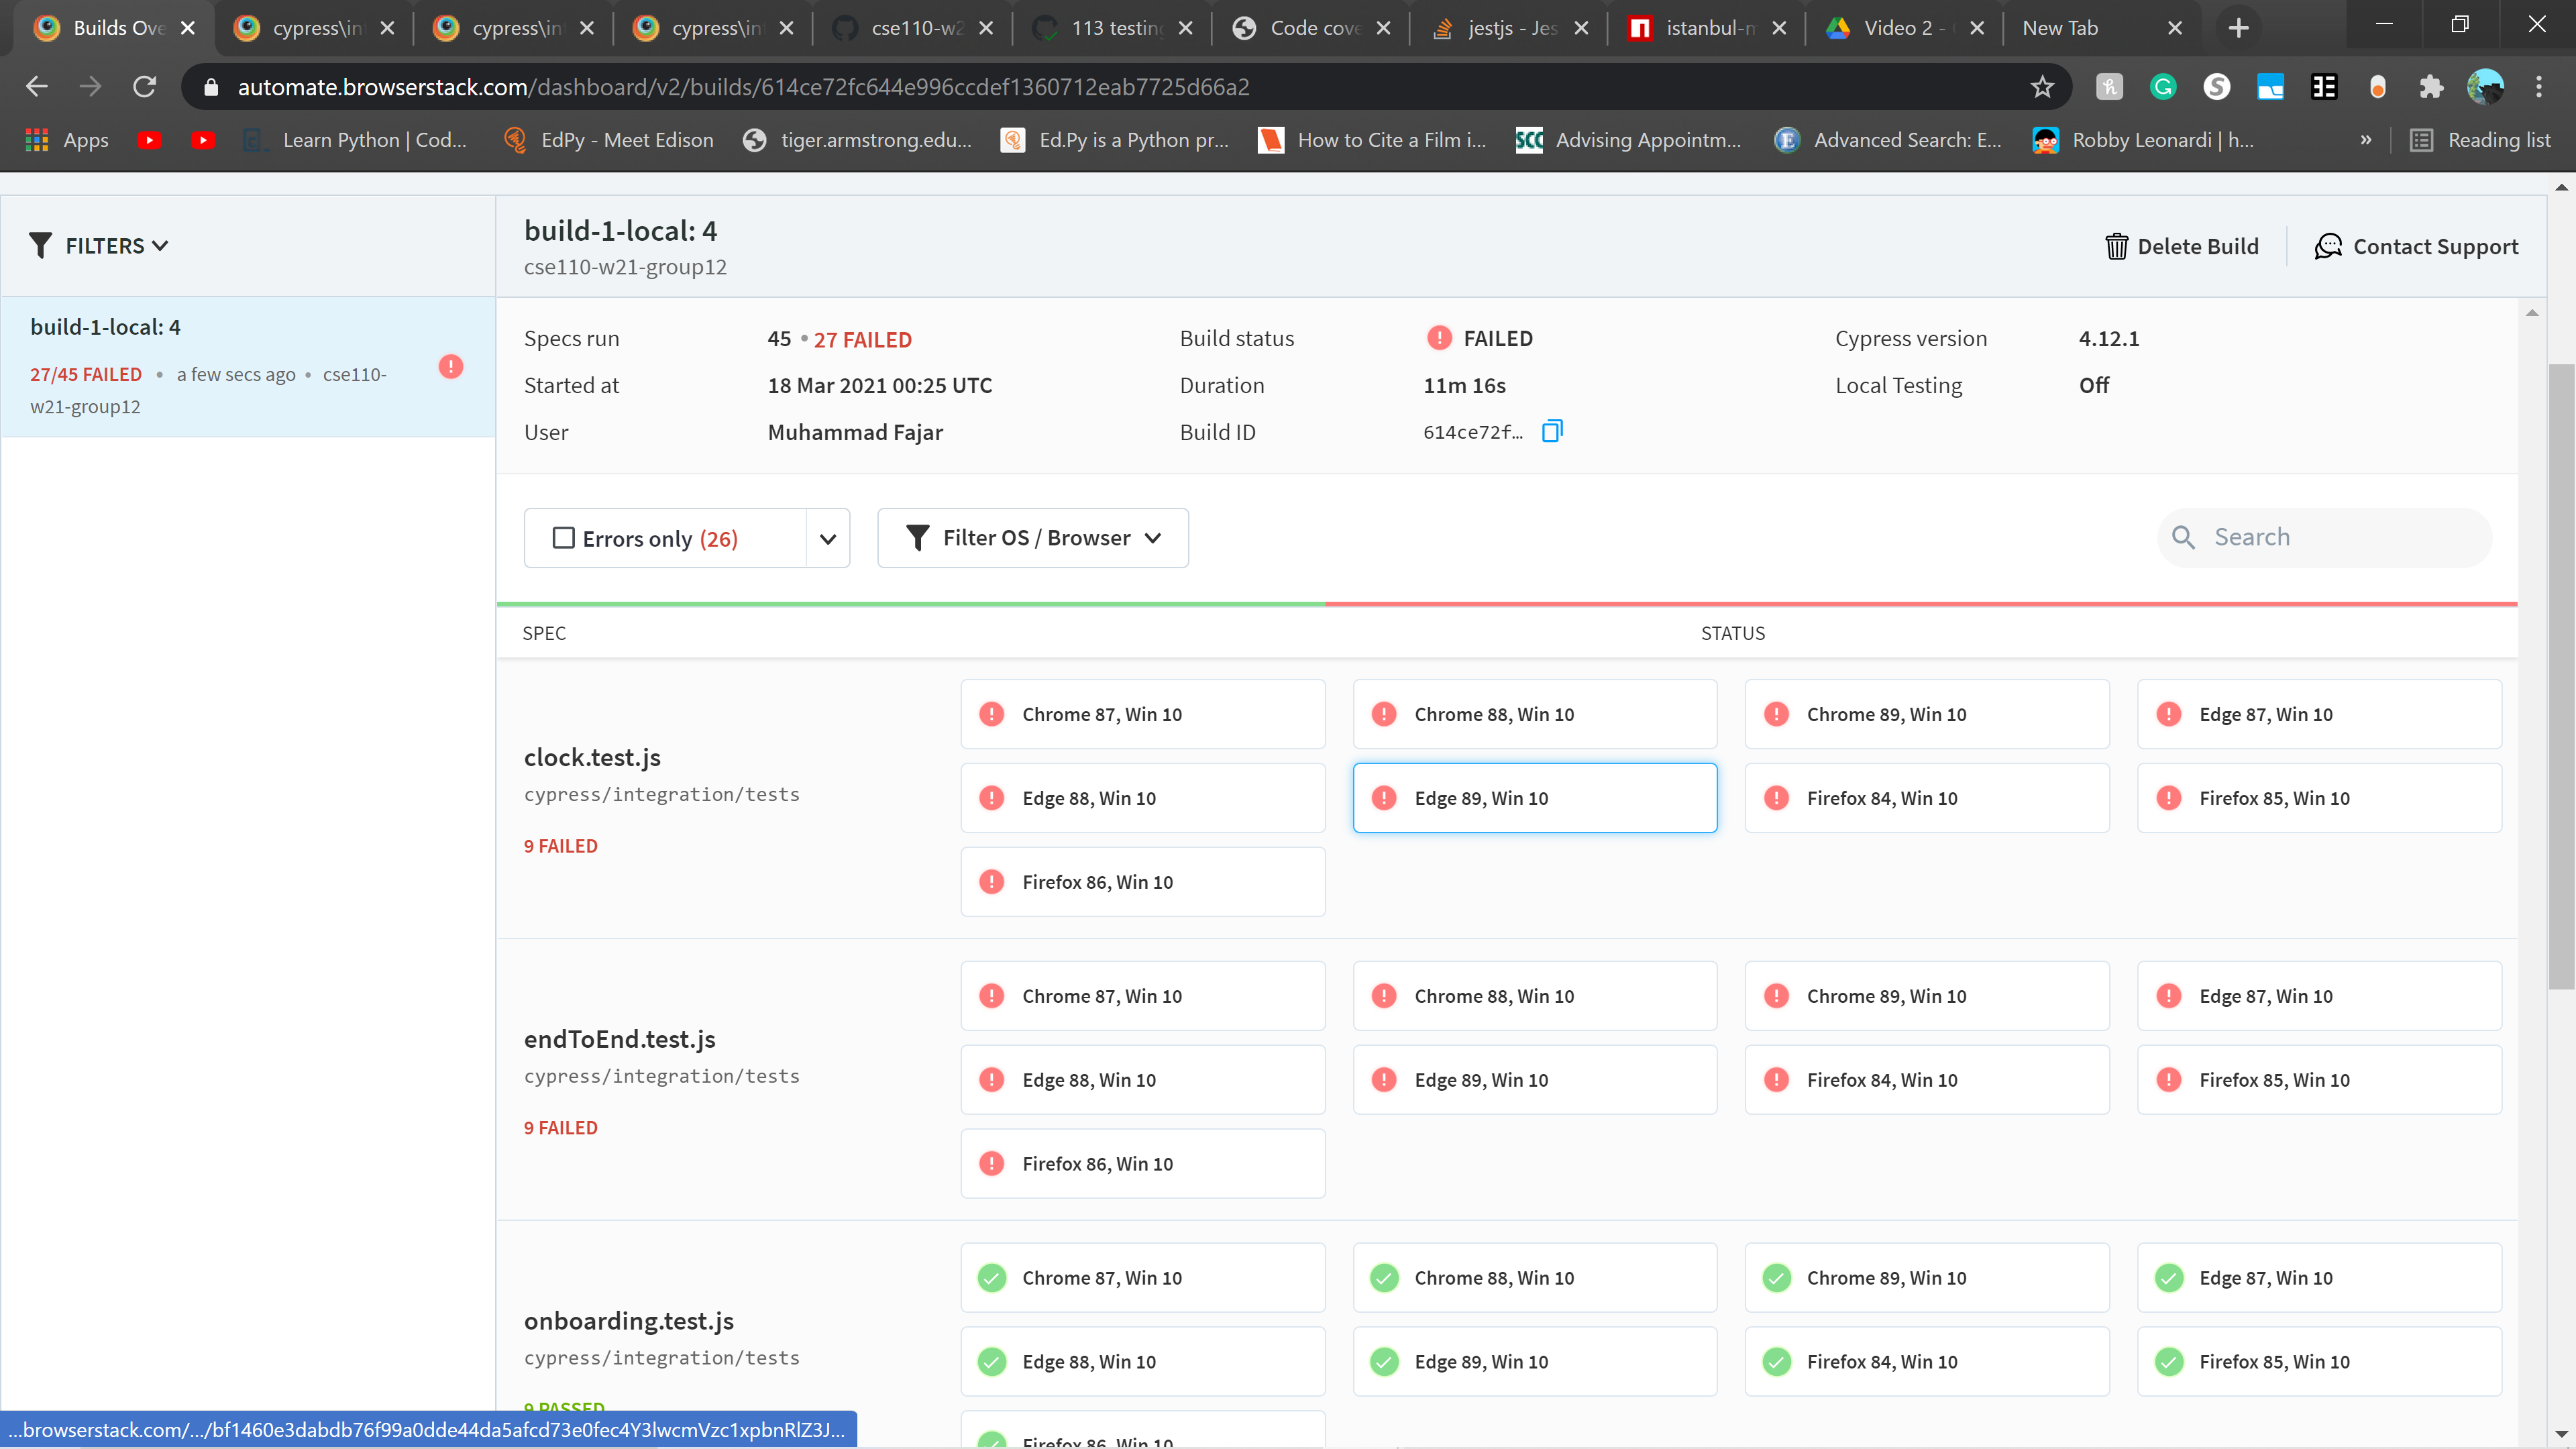 Builds Ove
cypress\in
cypress\in
cypress\in
cse110-w2
113 testing
Code cove
jestjs - Jes
istanbul-m
Video 2 -
New Tab
automate.browserstack.com/dashboard/v2/builds/614ce72fc644e996ccdef1360712eab7725d66a2
Apps
Learn Python | Cod...
EdPy - Meet Edison
tiger.armstrong.edu...
Ed.Py is a Python pr...
How to Cite a Film i...
SCC
Advising Appointm...
Advanced Search: E...
Robby Leonardi | h...
»
Reading list
FILTERS
build-1-local: 4
cse110-w21-group12
Delete Build
Contact Support
build-1-local: 4
27/45 FAILED • a few secs ago • cse110-
w21-group12
Specs run 45 • 27 FAILED
Build status FAILED
Cypress version 4.12.1
Started at 18 Mar 2021 00:25 UTC
Duration 11m 16s
Local Testing Off
User Muhammad Fajar
Build ID 614ce72f…
Errors only (26)
Filter OS / Browser
Search
SPEC
STATUS
clock.test.js
cypress/integration/tests
9 FAILED
Chrome 87, Win 10
Chrome 88, Win 10
Chrome 89, Win 10
Edge 87, Win 10
Edge 88, Win 10
Edge 89, Win 10
Firefox 84, Win 10
Firefox 85, Win 10
Firefox 86, Win 10
endToEnd.test.js
cypress/integration/tests
9 FAILED
Chrome 87, Win 10
Chrome 88, Win 10
Chrome 89, Win 10
Edge 87, Win 10
Edge 88, Win 10
Edge 89, Win 10
Firefox 84, Win 10
Firefox 85, Win 10
Firefox 86, Win 10
onboarding.test.js
cypress/integration/tests
9 PASSED
Chrome 87, Win 10
Chrome 88, Win 10
Chrome 89, Win 10
Edge 87, Win 10
Edge 88, Win 10
Edge 89, Win 10
Firefox 84, Win 10
Firefox 85, Win 10
Firefox 86, Win 10